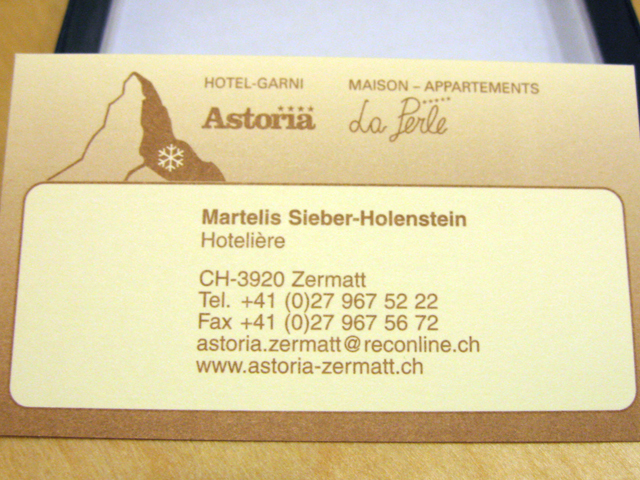 HOTEL-GARNI MAISON – APPARTEMENTS
Astoria La Perle
Martelis Sieber-Holenstein
Hotelière
CH-3920 Zermatt
Tel. +41 (0)27 967 52 22
Fax +41 (0)27 967 56 72
astoria.zermatt@reconline.ch
www.astoria-zermatt.ch